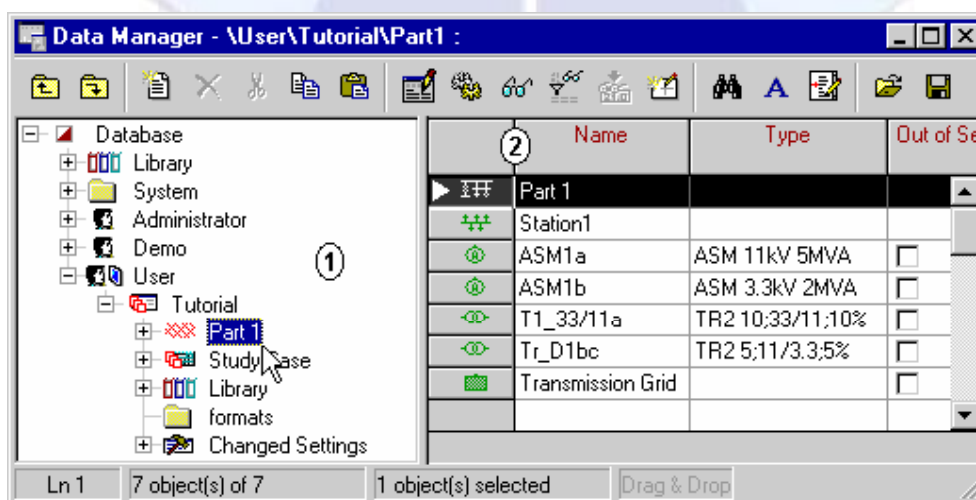 Data Manager - \User\Tutorial\Part1 :
Database
Library
System
Administrator
Demo
User
Tutorial
Part 1
Study Case
Library
formats
Changed Settings
1
2
Name Type Out of Se
Part 1
Station1
ASM1a ASM 11kV 5MVA
ASM1b ASM 3.3kV 2MVA
T1_33/11a TR2 10;33/11;10%
Tr_D1bc TR2 5;11/3.3;5%
Transmission Grid
Ln 1 7 object(s) of 7 1 object(s) selected Drag & Drop